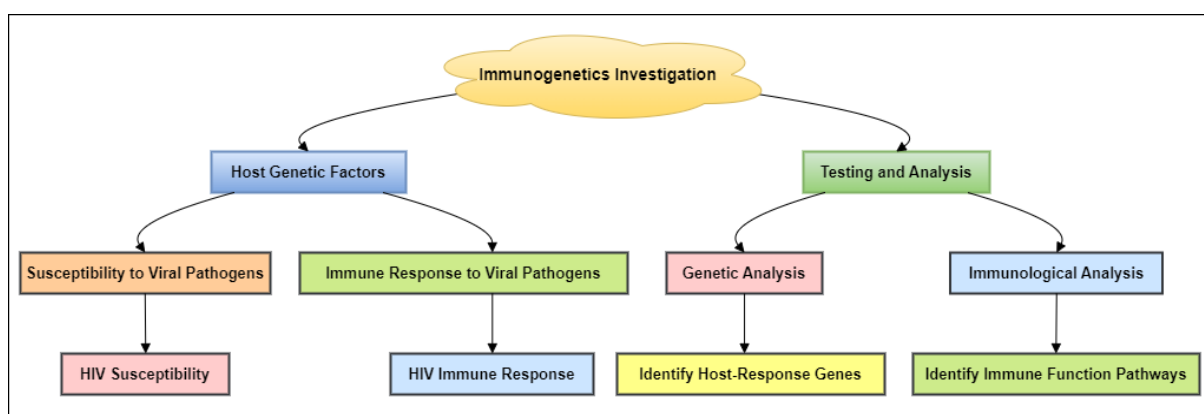 Immunogenetics Investigation
Host Genetic Factors
Testing and Analysis
Susceptibility to Viral Pathogens
Immune Response to Viral Pathogens
Genetic Analysis
Immunological Analysis
HIV Susceptibility
HIV Immune Response
Identify Host-Response Genes
Identify Immune Function Pathways